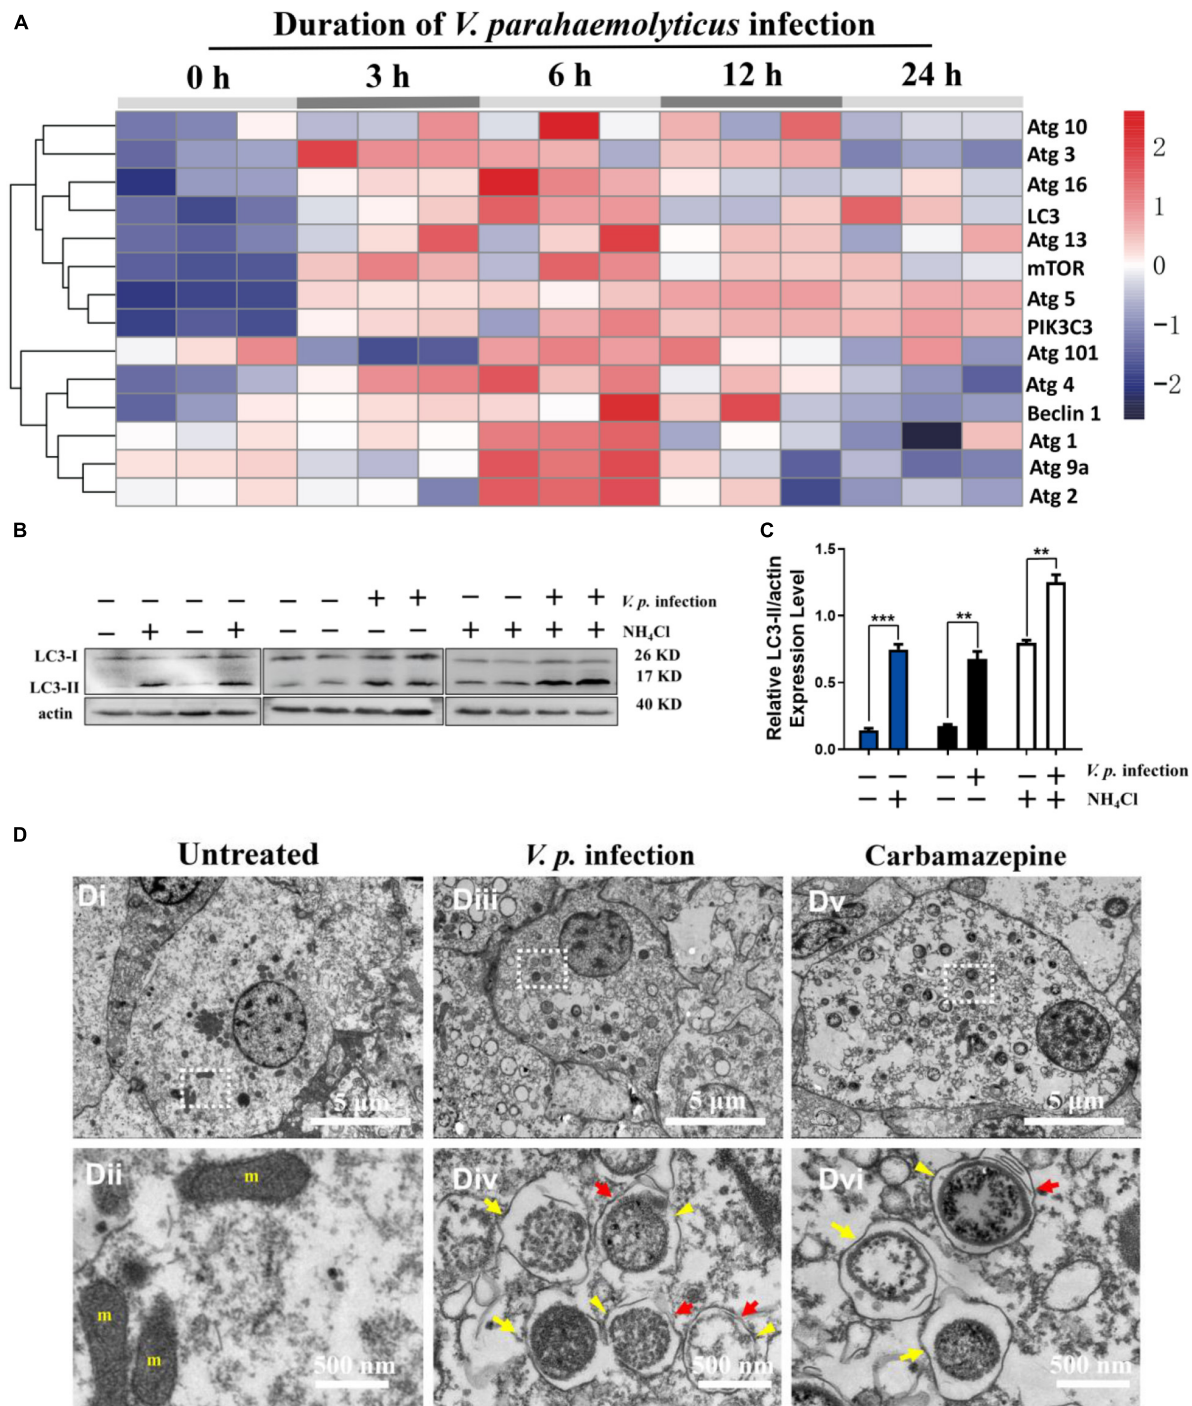 A
Duration of V. parahaemolyticus infection
0 h 3 h 6 h 12 h 24 h
Atg 10
Atg 3
Atg 16
LC3
Atg 13
mTOR
Atg 5
PIK3C3
Atg 101
Atg 4
Beclin 1
Atg 1
Atg 9a
Atg 2
2
1
0
−1
−2
B
− − − − − − + + − − + + V. p. infection
− + − + − − − − + + + + NH4Cl
LC3-I 26 KD
17 KD
LC3-II
actin 40 KD
C
Relative LC3-II/actin
Expression Level
1.5
1.0
0.5
0.0
*** ** **
− − − + − + V. p. infection
− + − − + + NH4Cl
D
Untreated V. p. infection Carbamazepine
Di Diii Dv
5 μm 5 μm 5 μm
Dii Div Dvi
m
m
m
500 nm 500 nm 500 nm